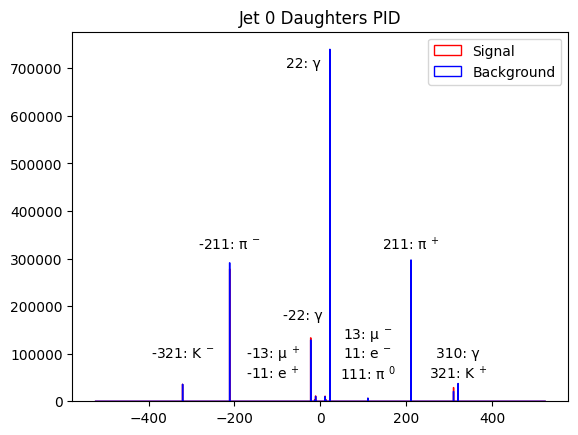 Jet 0 Daughters PID
Signal
Background
700000
600000
500000
400000
300000
200000
100000
0
22: γ
-211: π ⁻
211: π ⁺
-22: γ
13: μ ⁻
-321: K ⁻
-13: μ ⁺
11: e ⁻
310: γ
-11: e ⁺
111: π ⁰
321: K ⁺
−400
−200
0
200
400